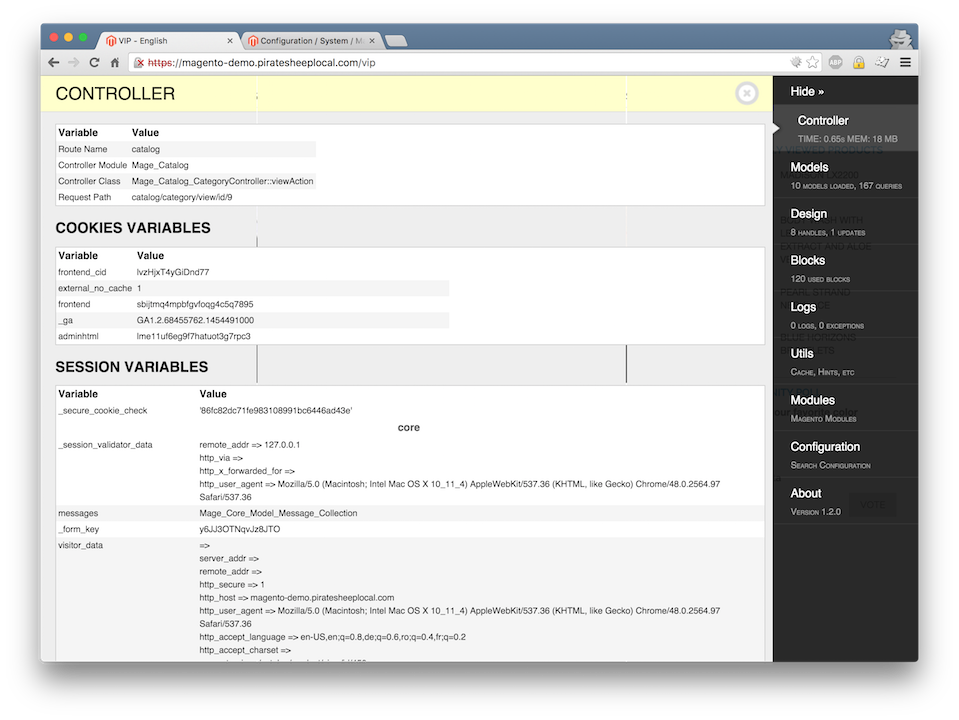 VIP - English
Configuration / System / M
https://magento-demo.piratesheeplocal.com/vip
ABP
CONTROLLER
Variable Value
Route Name catalog
Controller Module Mage_Catalog
Controller Class Mage_Catalog_CategoryController::viewAction
Request Path catalog/category/view/id/9
COOKIES VARIABLES
Variable Value
frontend_cid lvzHjxT4yGiDnd77
external_no_cache 1
frontend sbijtmq4mpbfgvfoqg4c5q7895
_ga GA1.2.68455762.1454491000
adminhtml lme11uf6eg9f7hatuot3g7rpc3
SESSION VARIABLES
Variable Value
_secure_cookie_check '86fc82dc71fe983108991bc6446ad43e'
core
_session_validator_data remote_addr => 127.0.0.1
http_via =>
http_x_forwarded_for =>
http_user_agent => Mozilla/5.0 (Macintosh; Intel Mac OS X 10_11_4) AppleWebKit/537.36 (KHTML, like Gecko) Chrome/48.0.2564.97
Safari/537.36
messages Mage_Core_Model_Message_Collection
_form_key y6JJ3OTNqvJz8JTO
visitor_data =>
server_addr =>
remote_addr =>
http_secure => 1
http_host => magento-demo.piratesheeplocal.com
http_user_agent => Mozilla/5.0 (Macintosh; Intel Mac OS X 10_11_4) AppleWebKit/537.36 (KHTML, like Gecko) Chrome/48.0.2564.97
Safari/537.36
http_accept_language => en-US,en;q=0.8,de;q=0.6,ro;q=0.4,fr;q=0.2
http_accept_charset =>
Hide »
Controller
TIME: 0.65s MEM: 18 MB
Models
10 models loaded, 167 queries
Design
8 handles, 1 updates
Blocks
120 used blocks
Logs
0 logs, 0 exceptions
Utils
Cache, Hints, etc
Modules
Magento Modules
Configuration
Search Configuration
About
Version 1.2.0
VOTE